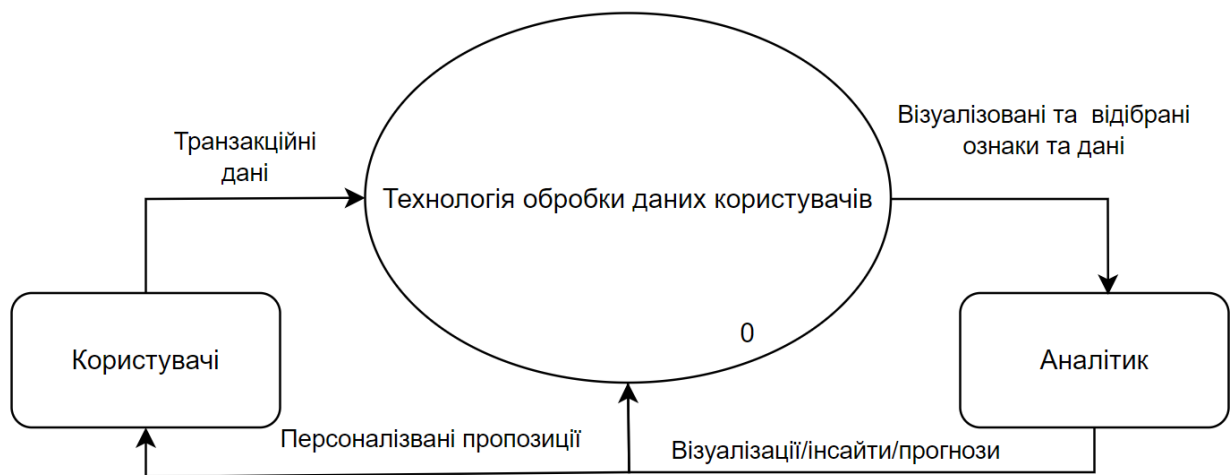 Візуалізовані та відібрані
ознаки та дані
Транзакційні
дані
Технологія обробки даних користувачів
0
Користувачі
Аналітик
Персоналізвані пропозиції
Візуалізації/інсайти/прогнози